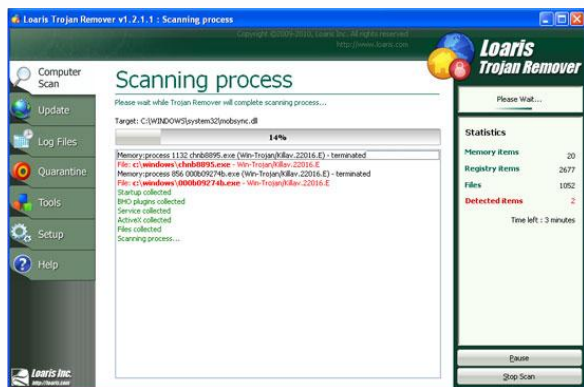 Loaris Trojan Remover v1.2.1.1 : Scanning process
Copyright ©2009-2010, Loaris Inc. All rights reserved
http://www.loaris.com
Loaris
Trojan Remover
Computer
Scan
Update
Log Files
Quarantine
Tools
Setup
Help
Loaris Inc.
http://loaris.com
Scanning process
Please wait while Trojan Remover will complete scanning process...
Target: C:\WINDOWS\system32\mobsync.dll
14%
Memory:process 1132 chnb8895.exe (Win-Trojan/Killav.22016.E) - terminated
File: c:\windows\chnb8895.exe - Win-Trojan/Killav.22016.E
Memory:process 856 000b09274b.exe (Win-Trojan/Killav.22016.E) - terminated
File: c:\windows\000b09274b.exe - Win-Trojan/Killav.22016.E
Startup collected
BHO plugins collected
Service collected
ActiveX collected
Files collected
Scanning process...
Please Wait...
Statistics
Memory items 20
Registry items 2677
Files 1052
Detected items 2
Time left : 3 minutes
Pause
Stop Scan